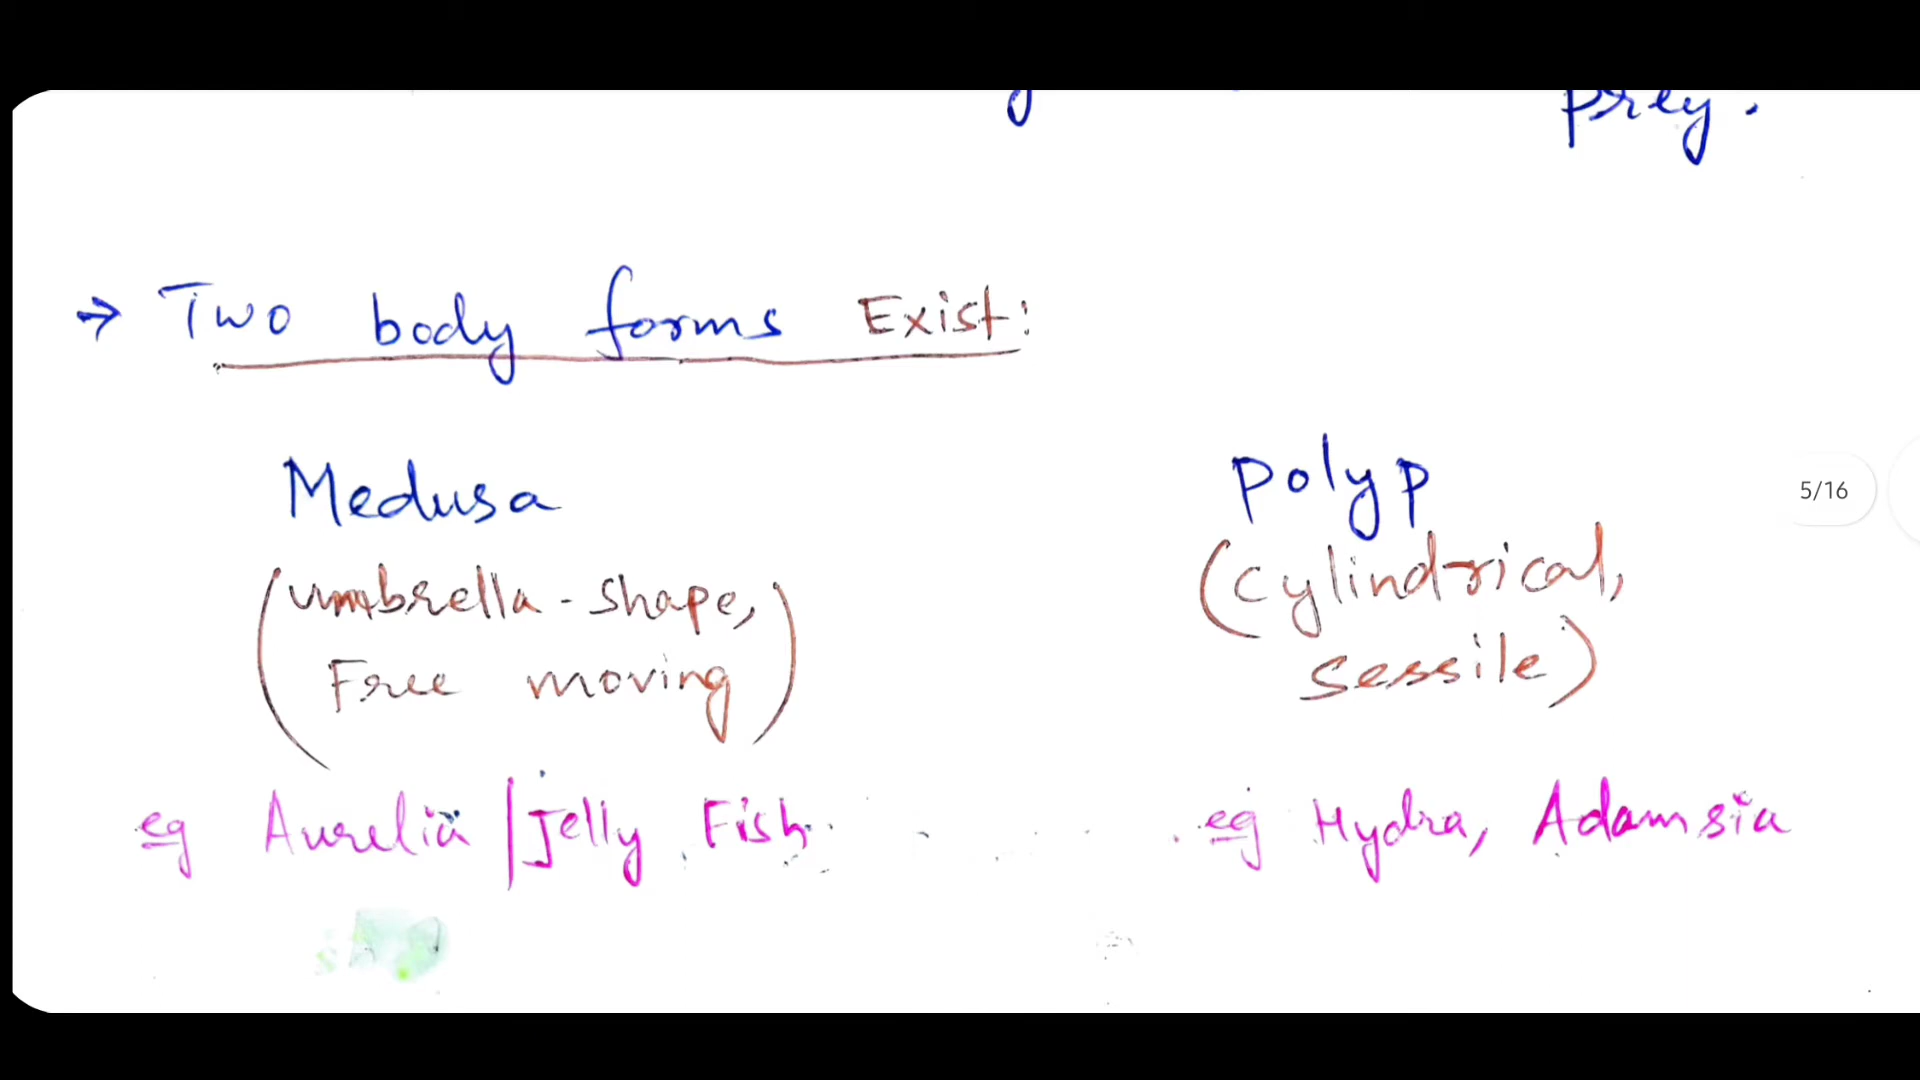 prey.
→ Two body forms Exist:
Medusa
(umbrella-shape,
Free moving)
eg Aurelia / Jelly Fish
Polyp
(cylindrical,
sessile)
eg Hydra, Adamsia
5/16